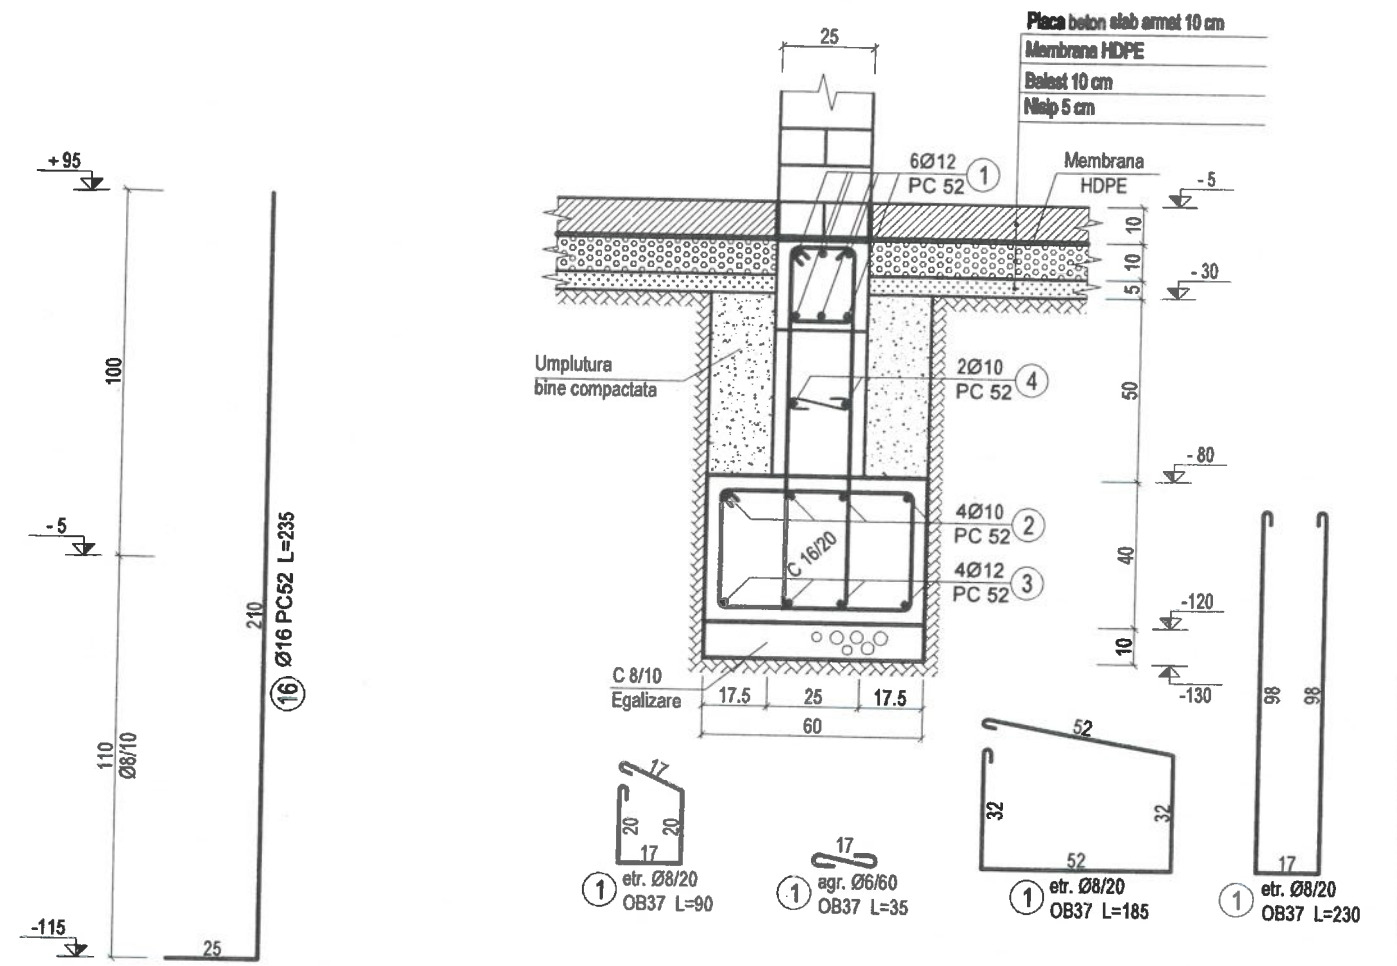 25
Placa beton slab armat 10 cm
Membrana HDPE
Balast 10 cm
Nisip 5 cm
+ 95
6Ø12
PC 52
1
Membrana
HDPE
- 5
10
10
5
- 30
100
Umplutura
bine compactata
2Ø10
PC 52
4
50
- 80
- 5
Ø16 PC52 L=235
16
210
4Ø10
PC 52
2
C 16/20
4Ø12
PC 52
3
40
-120
10
-130
C 8/10
Egalizare
17.5
25
17.5
60
110
Ø8/10
-115
25
17
20
20
17
1
etr. Ø8/20
OB37 L=90
17
1
agr. Ø6/60
OB37 L=35
52
32
32
52
1
etr. Ø8/20
OB37 L=185
98
98
17
1
etr. Ø8/20
OB37 L=230